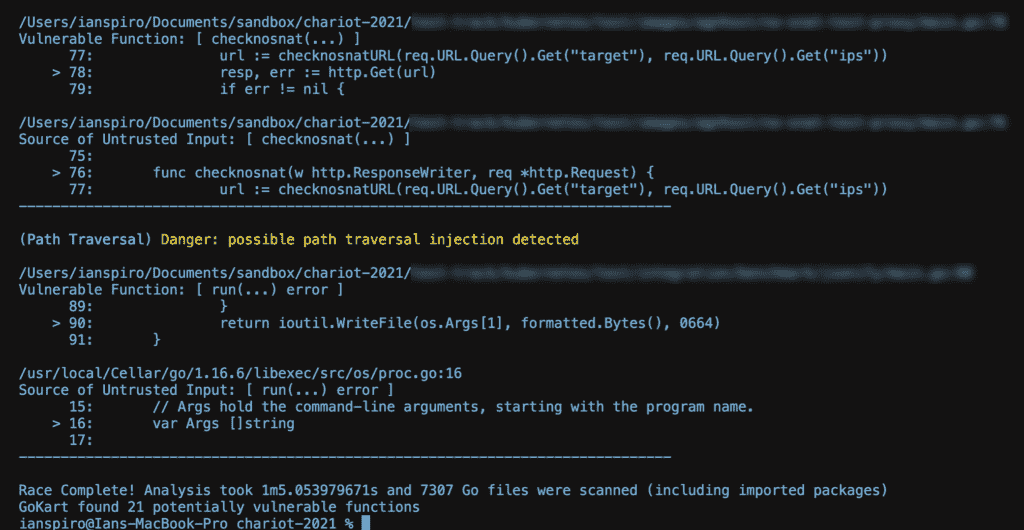 /Users/ianspiro/Documents/sandbox/chariot-2021/
Vulnerable Function: [ checknosnat(...) ]
77: url := checknosnatURL(req.URL.Query().Get("target"), req.URL.Query().Get("ips"))
> 78: resp, err := http.Get(url)
79: if err != nil {
/Users/ianspiro/Documents/sandbox/chariot-2021/
Source of Untrusted Input: [ checknosnat(...) ]
75:
> 76: func checknosnat(w http.ResponseWriter, req *http.Request) {
77: url := checknosnatURL(req.URL.Query().Get("target"), req.URL.Query().Get("ips"))
------------------------------------------------------------------------------
(Path Traversal) Danger: possible path traversal injection detected
/Users/ianspiro/Documents/sandbox/chariot-2021/
Vulnerable Function: [ run(...) error ]
89: }
> 90: return ioutil.WriteFile(os.Args[1], formatted.Bytes(), 0664)
91: }
/usr/local/Cellar/go/1.16.6/libexec/src/os/proc.go:16
Source of Untrusted Input: [ run(...) error ]
15: // Args hold the command-line arguments, starting with the program name.
> 16: var Args []string
17:
------------------------------------------------------------------------------
Race Complete! Analysis took 1m5.053979671s and 7307 Go files were scanned (including imported packages)
GoKart found 21 potentially vulnerable functions
ianspiro@Ians-MacBook-Pro chariot-2021 %